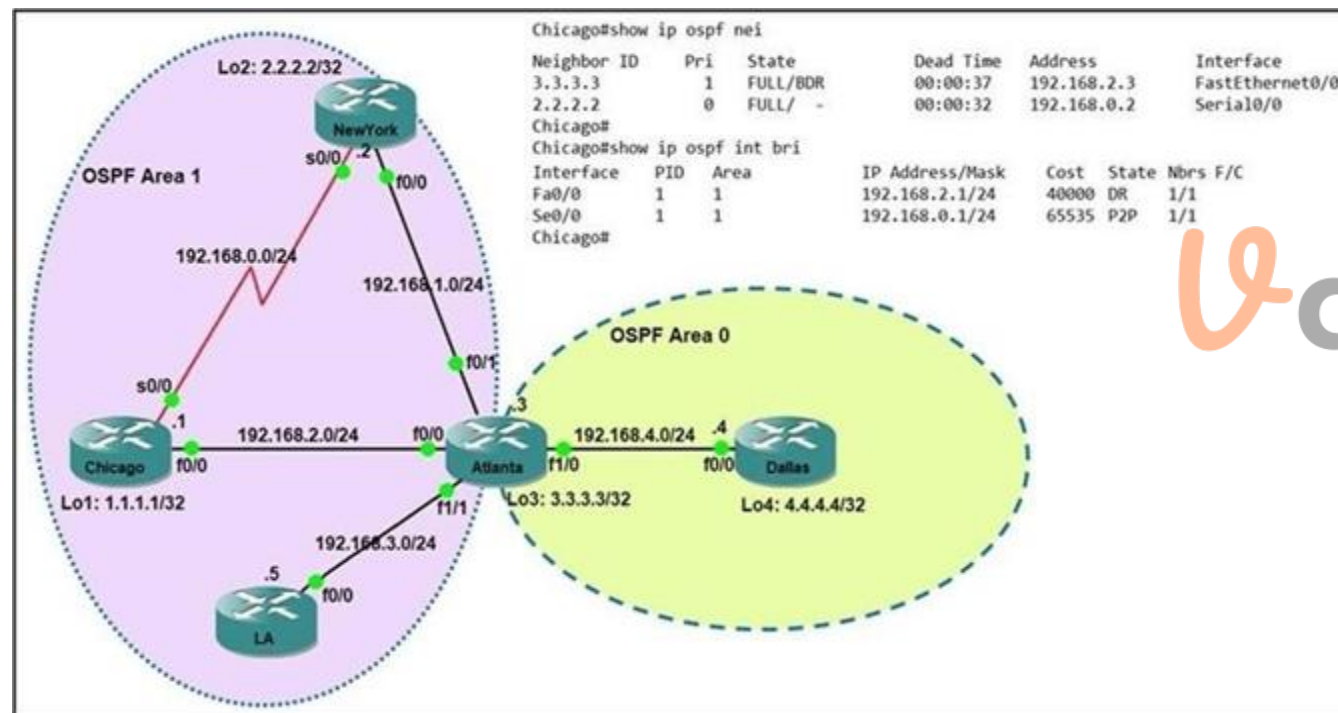 Chicago#show ip ospf nei
Neighbor ID Pri State Dead Time Address Interface
3.3.3.3 1 FULL/BDR 00:00:37 192.168.2.3 FastEthernet0/0
2.2.2.2 0 FULL/ - 00:00:32 192.168.0.2 Serial0/0
Chicago#
Chicago#show ip ospf int bri
Interface PID Area IP Address/Mask Cost State Nbrs F/C
Fa0/0 1 1 192.168.2.1/24 40000 DR 1/1
Se0/0 1 1 192.168.0.1/24 65535 P2P 1/1
Chicago#
Lo2: 2.2.2.2/32
NewYork
s0/0 .2
f0/0
OSPF Area 1
192.168.0.0/24
192.168.1.0/24
OSPF Area 0
f0/1
s0/0
.1
.3
192.168.2.0/24
f0/0
192.168.4.0/24
.4
Chicago
f0/0
Atlanta
f1/0
f0/0
Dallas
Lo1: 1.1.1.1/32
f1/1
Lo3: 3.3.3.3/32
Lo4: 4.4.4.4/32
192.168.3.0/24
.5
f0/0
LA